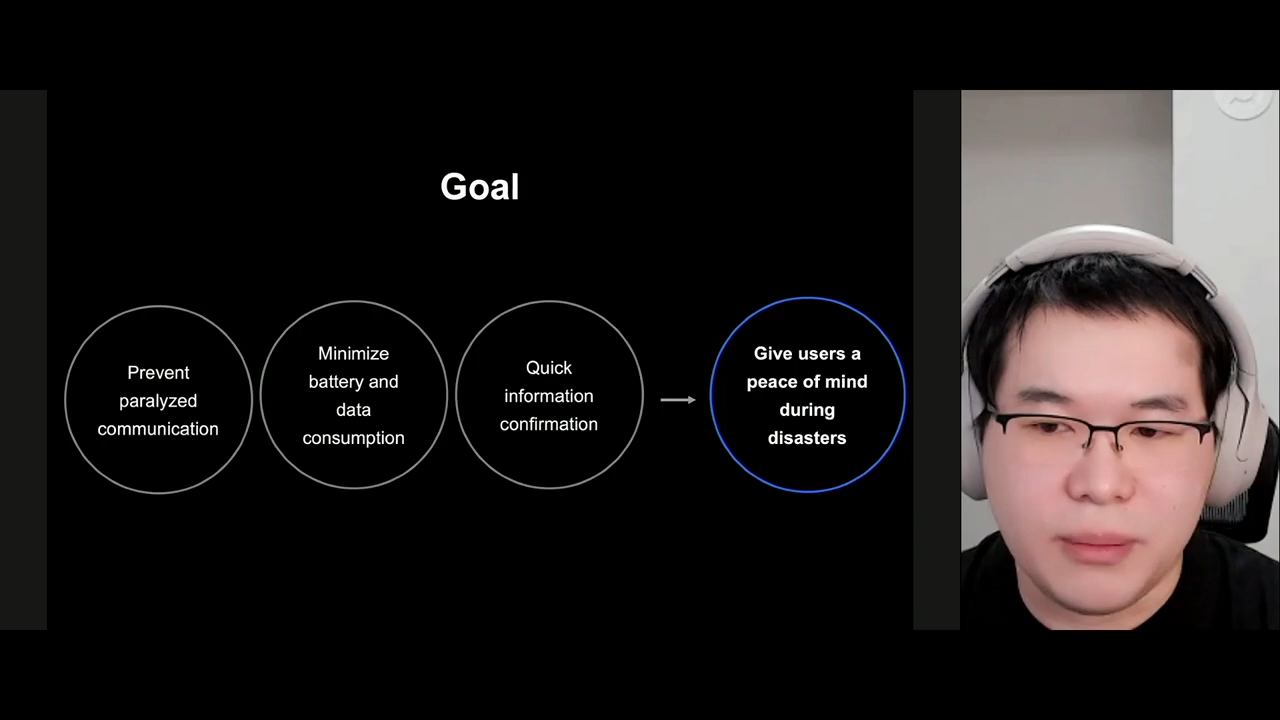 Goal
Prevent
paralyzed
communication
Minimize
battery and
data
consumption
Quick
information
confirmation
Give users a
peace of mind
during
disasters